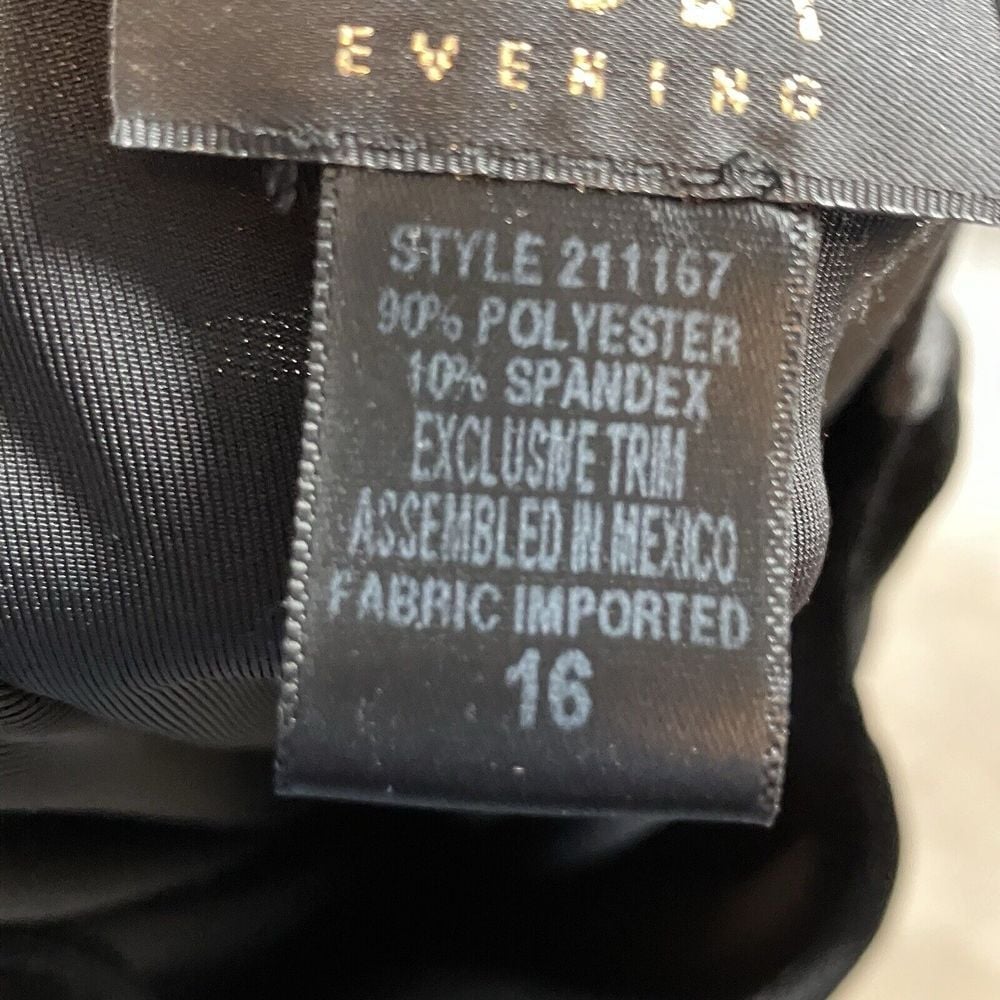 EVENING
STYLE 211167
90% POLYESTER
10% SPANDEX
EXCLUSIVE TRIM
ASSEMBLED IN MEXICO
FABRIC IMPORTED
16